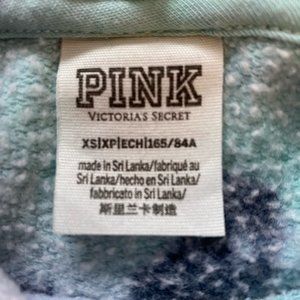 PINK
VICTORIA'S SECRET
XS|XP|ECH|165/84A
made in Sri Lanka/fabriqué au
Sri Lanka/hecho en Sri Lanka/
fabbricato in Sri Lanka/
斯里兰卡制造